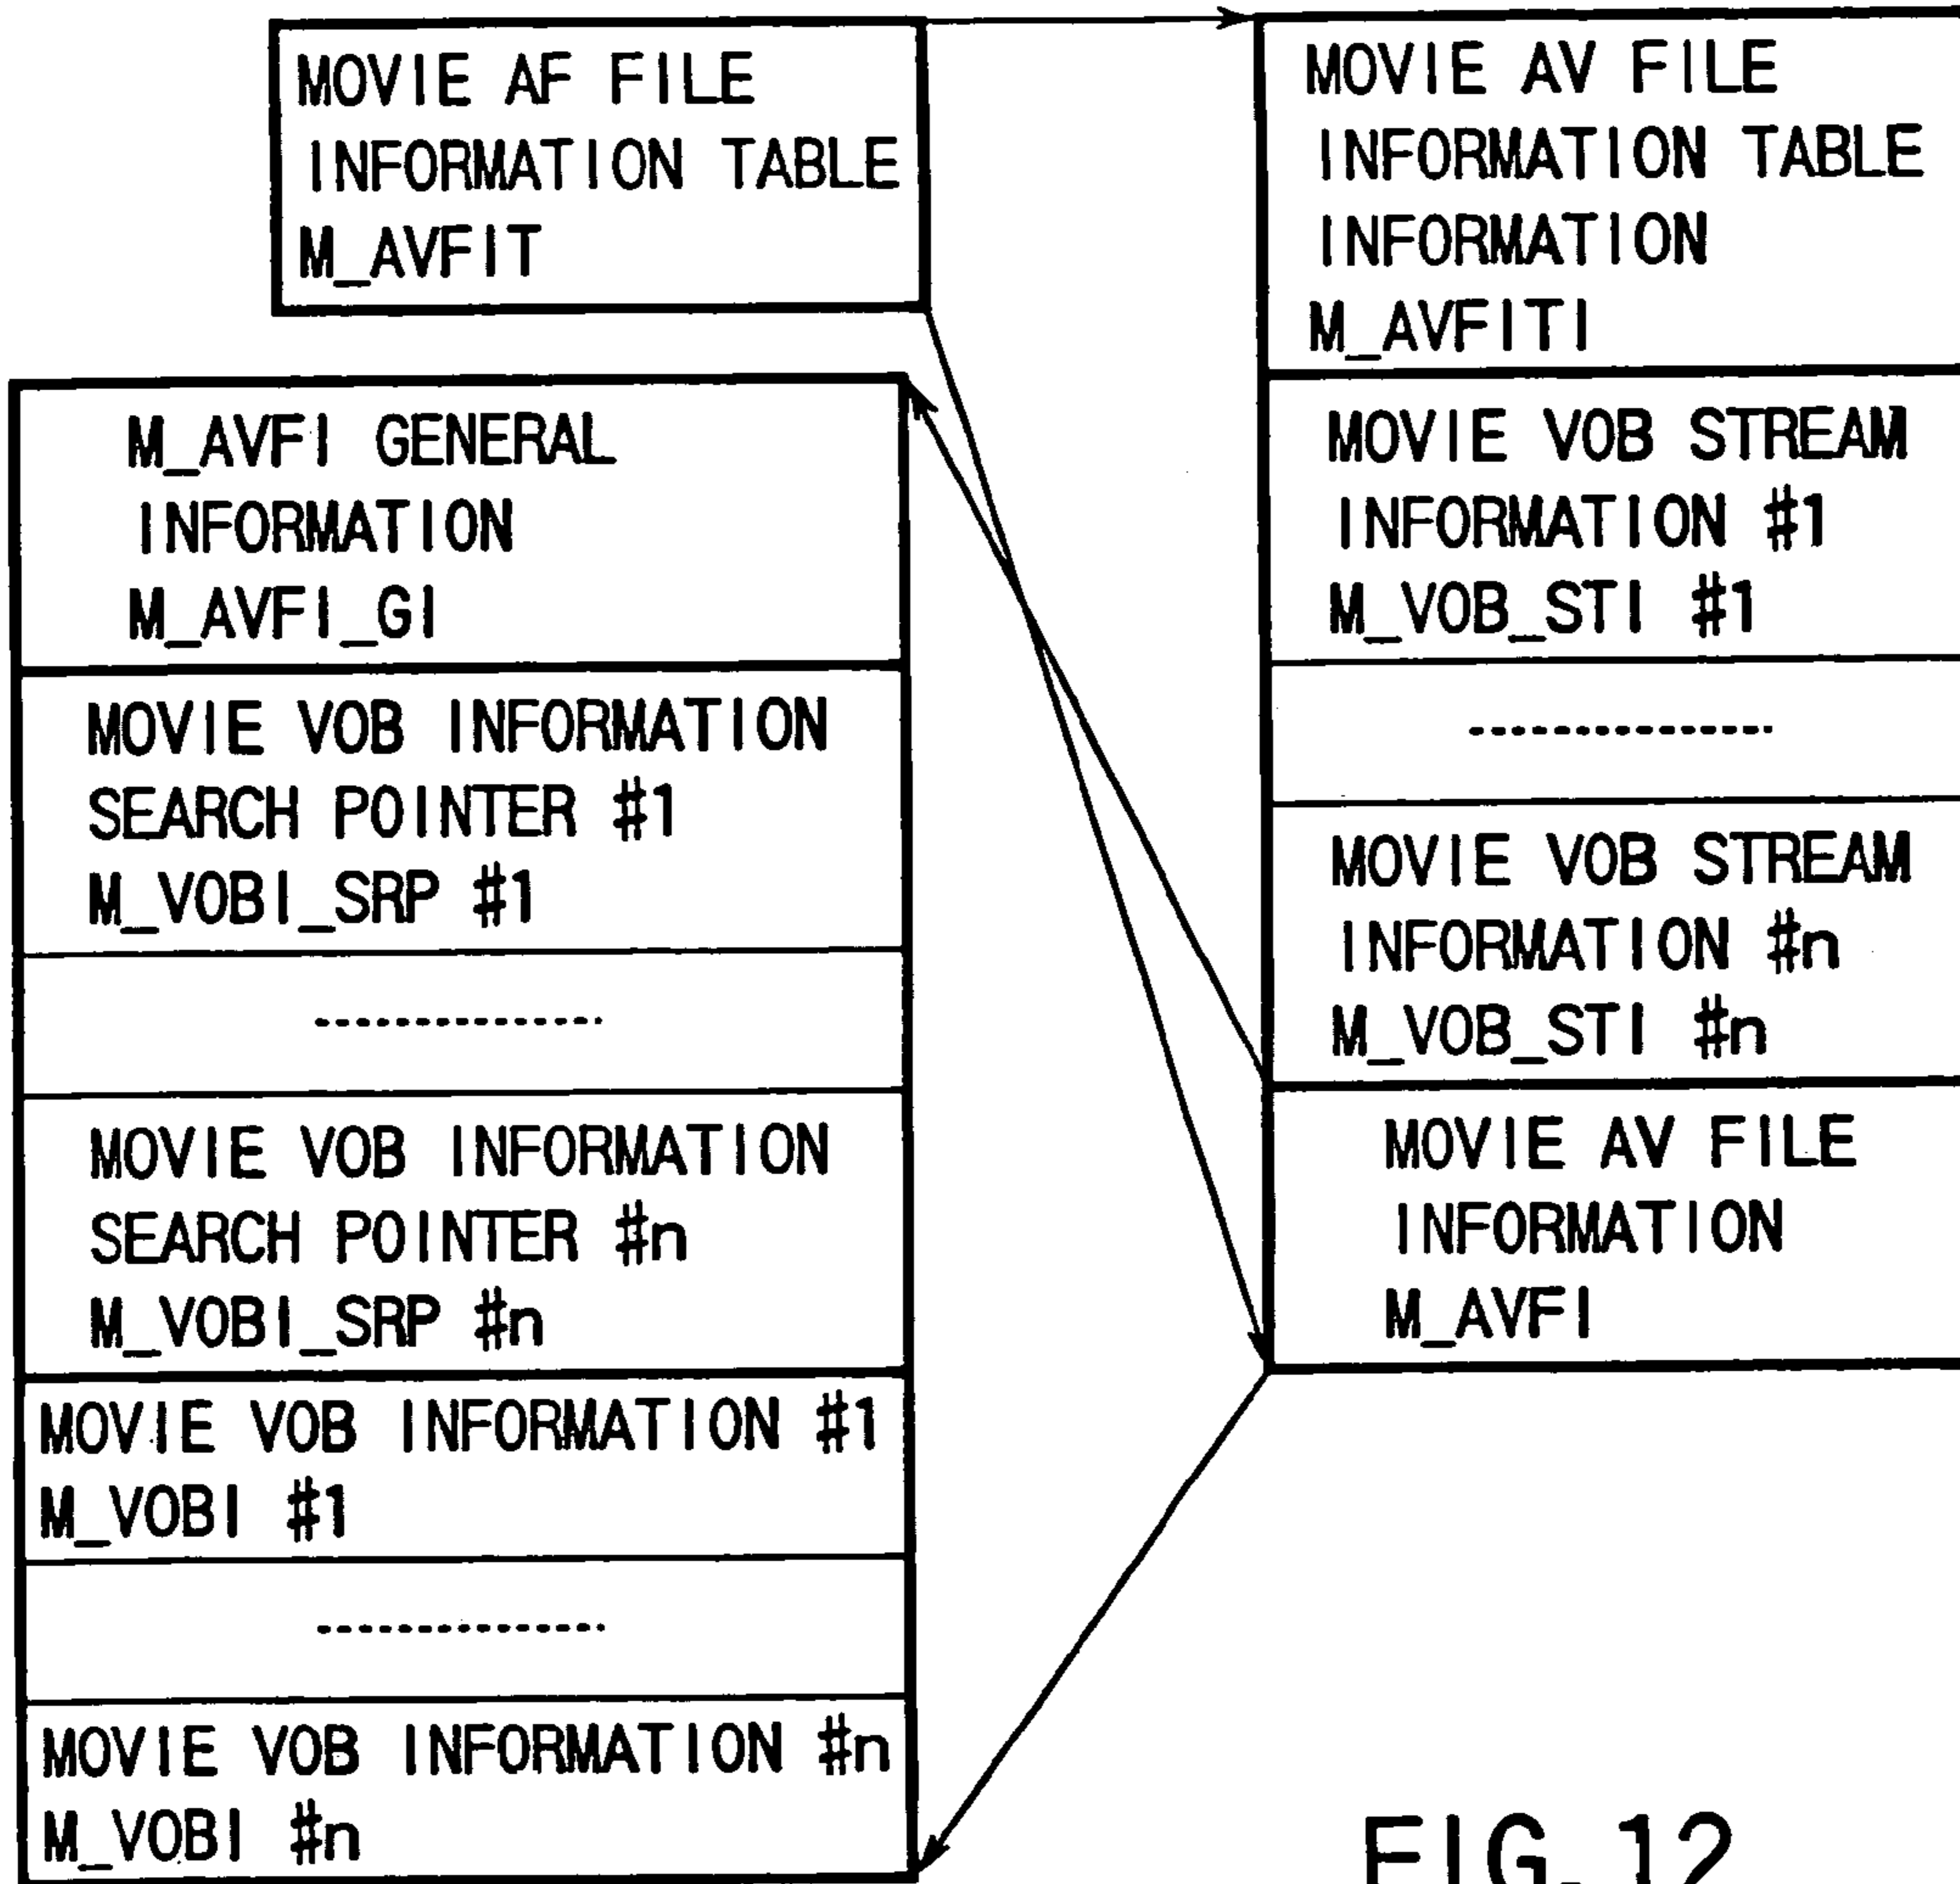 MOVIE AF FILE
INFORMATION TABLE
M_AVFIT
MOVIE AV FILE
INFORMATION TABLE
INFORMATION
M_AVFITI
MOVIE VOB STREAM
INFORMATION #1
M_VOB_STI #1
MOVIE VOB STREAM
INFORMATION #n
M_VOB_STI #n
MOVIE AV FILE
INFORMATION
M_AVFI
M_AVFI GENERAL
INFORMATION
M_AVFI_GI
MOVIE VOB INFORMATION
SEARCH POINTER #1
M_VOBI_SRP #1
MOVIE VOB INFORMATION
SEARCH POINTER #n
M_VOBI_SRP #n
MOVIE VOB INFORMATION #1
M_VOBI #1
MOVIE VOB INFORMATION #n
M_VOBI #n
FIG. 12